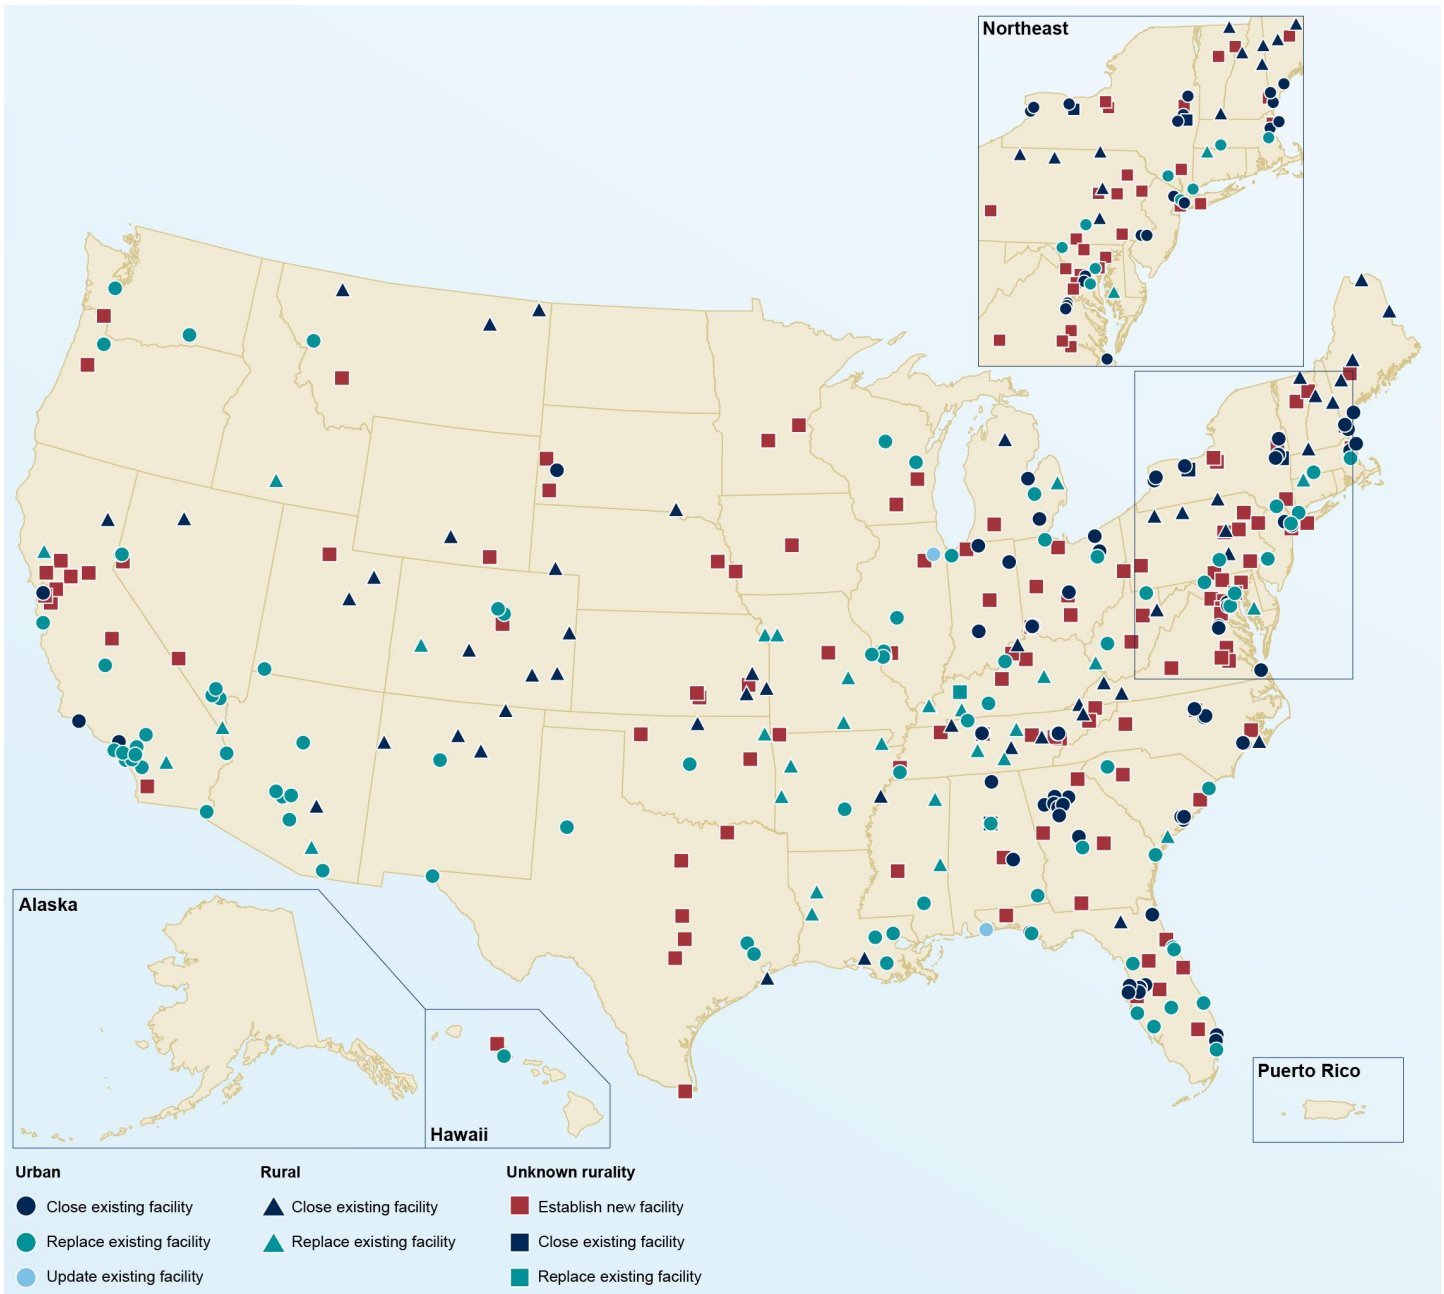 Northeast
Alaska
Hawaii
Puerto Rico
Urban
Close existing facility
Replace existing facility
Update existing facility
Rural
Close existing facility
Replace existing facility
Unknown rurality
Establish new facility
Close existing facility
Replace existing facility